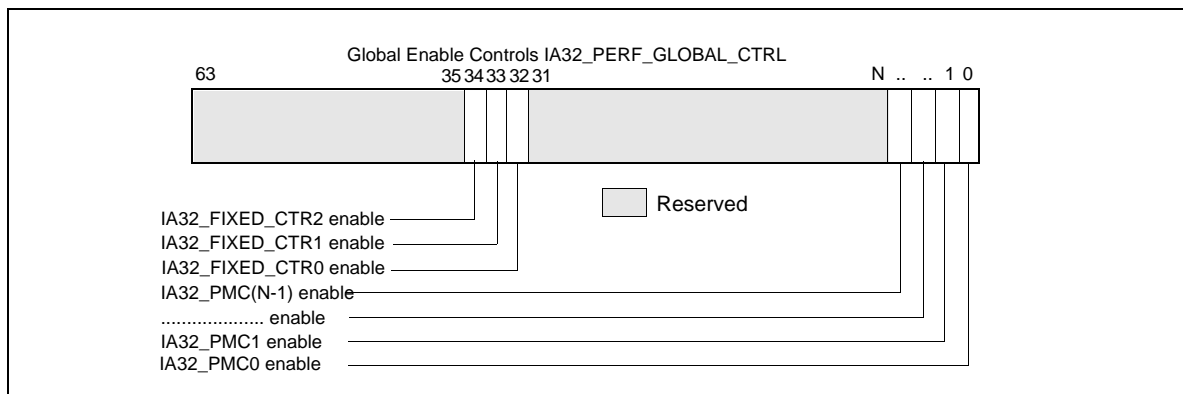 Global Enable Controls IA32_PERF_GLOBAL_CTRL
63 35 34 33 32 31 N .. .. 1 0
Reserved
IA32_FIXED_CTR2 enable
IA32_FIXED_CTR1 enable
IA32_FIXED_CTR0 enable
IA32_PMC(N-1) enable
.................... enable
IA32_PMC1 enable
IA32_PMC0 enable